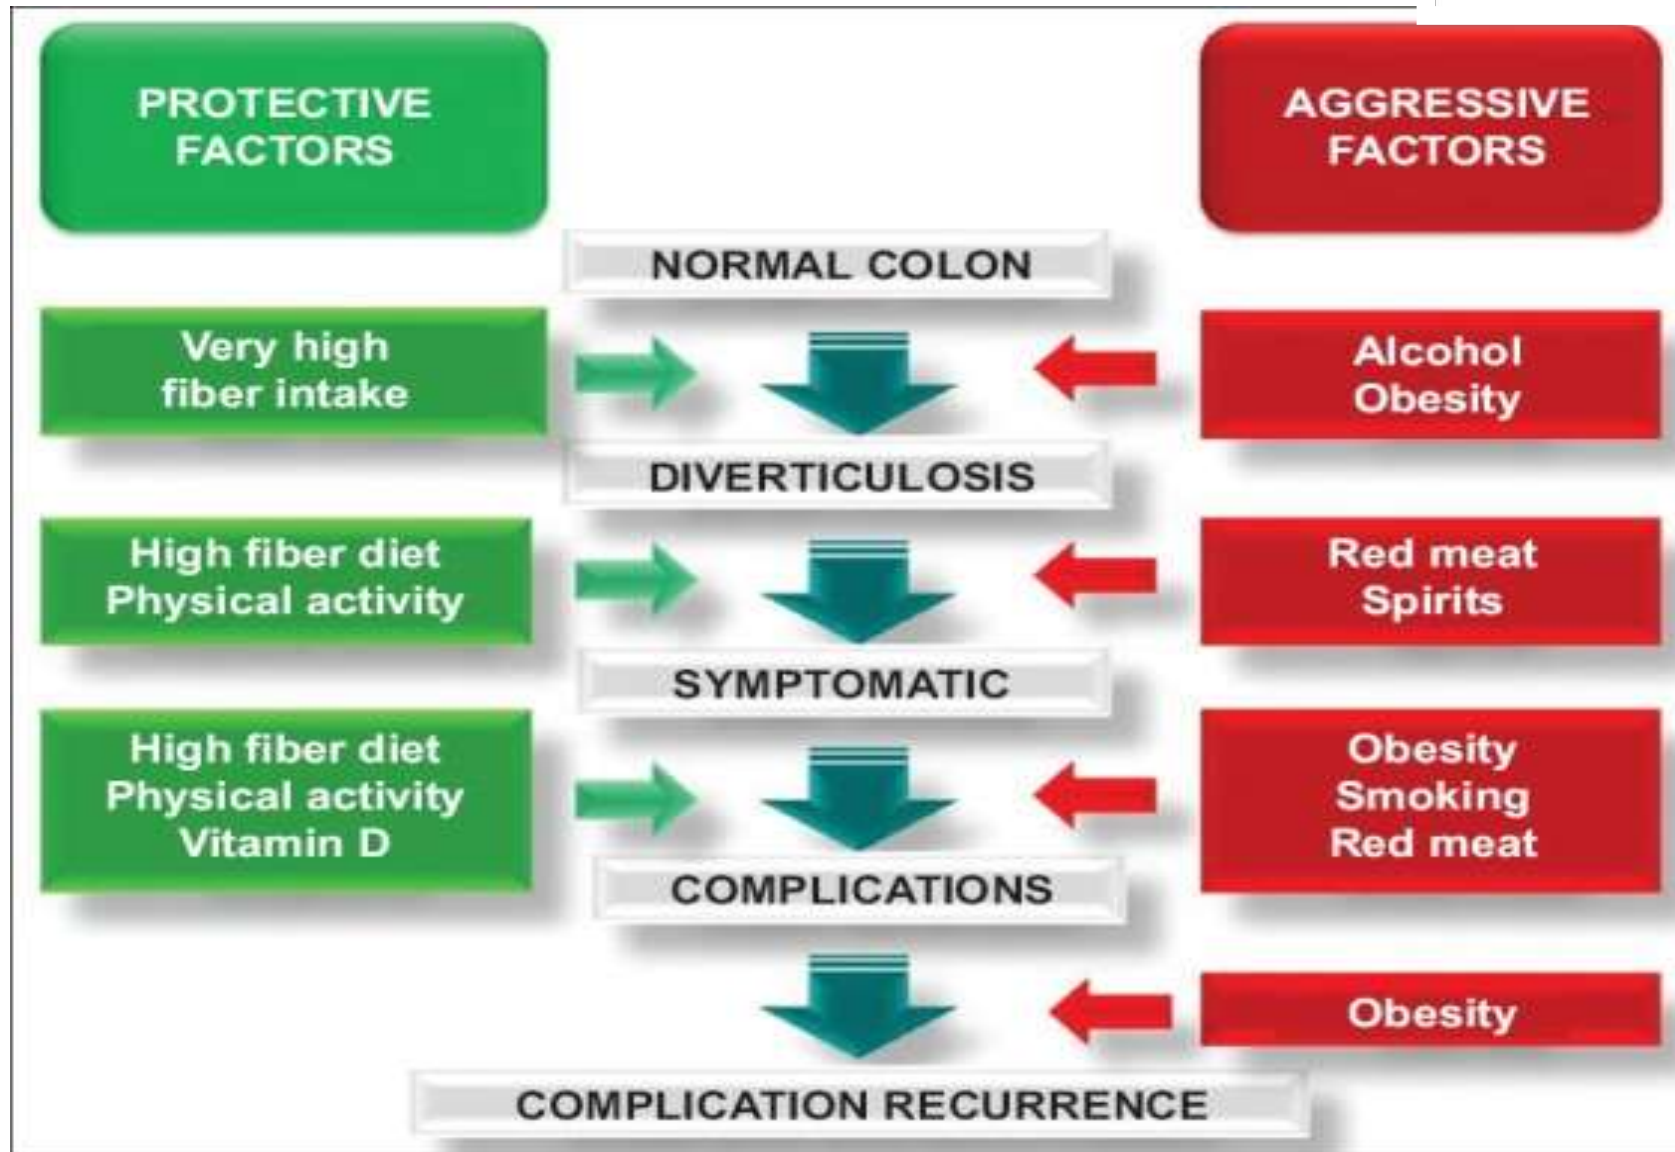 PROTECTIVE
FACTORS
AGGRESSIVE
FACTORS
NORMAL COLON
Very high
fiber intake
Alcohol
Obesity
DIVERTICULOSIS
High fiber diet
Physical activity
Red meat
Spirits
SYMPTOMATIC
High fiber diet
Physical activity
Vitamin D
Obesity
Smoking
Red meat
COMPLICATIONS
Obesity
COMPLICATION RECURRENCE